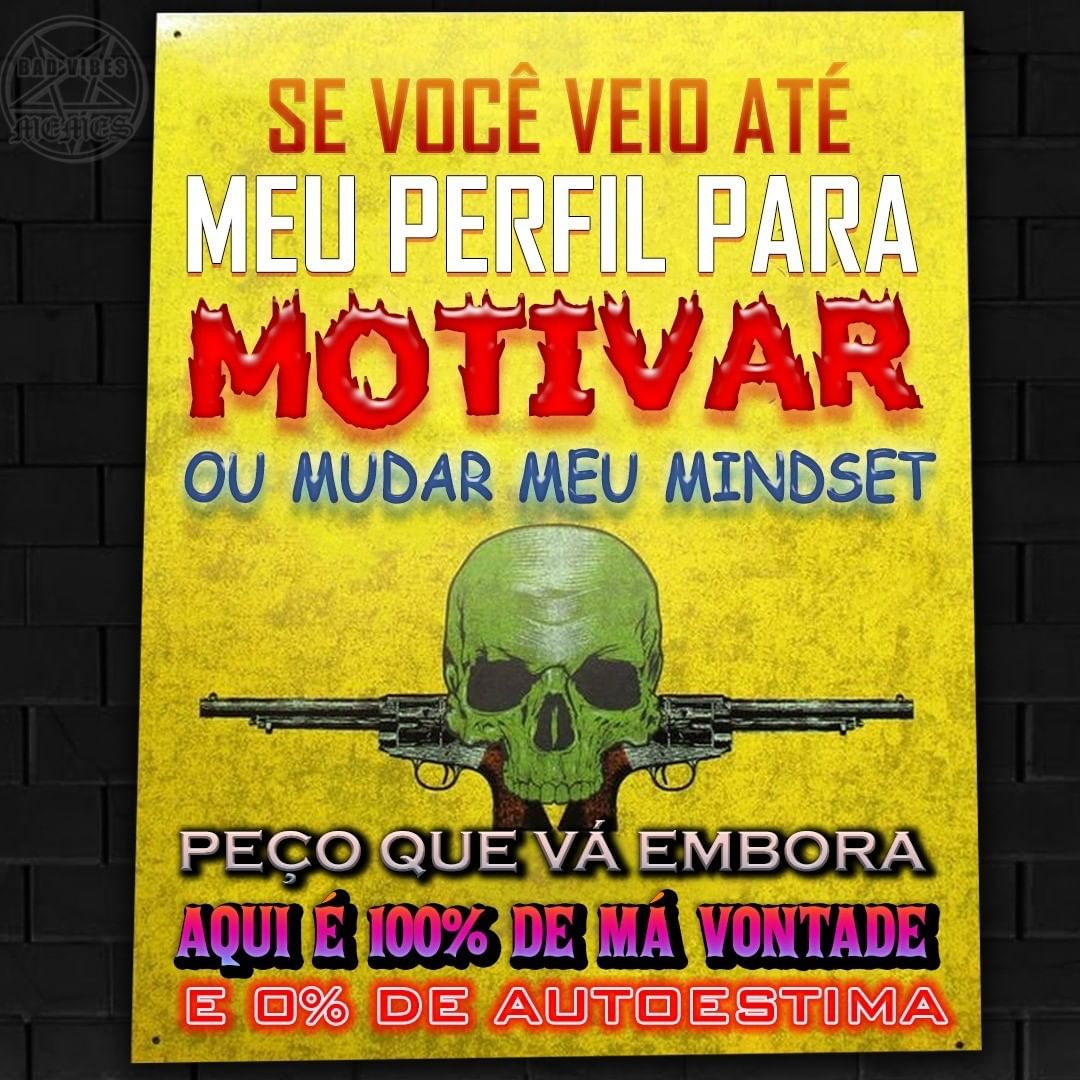 BAD VIBES
MEMES
SE VOCÊ VEIO ATÉ
MEU PERFIL PARA
MOTIVAR
OU MUDAR MEU MINDSET
PEÇO QUE VÁ EMBORA
AQUI É 100% DE MÁ VONTADE
E 0% DE AUTOESTIMA